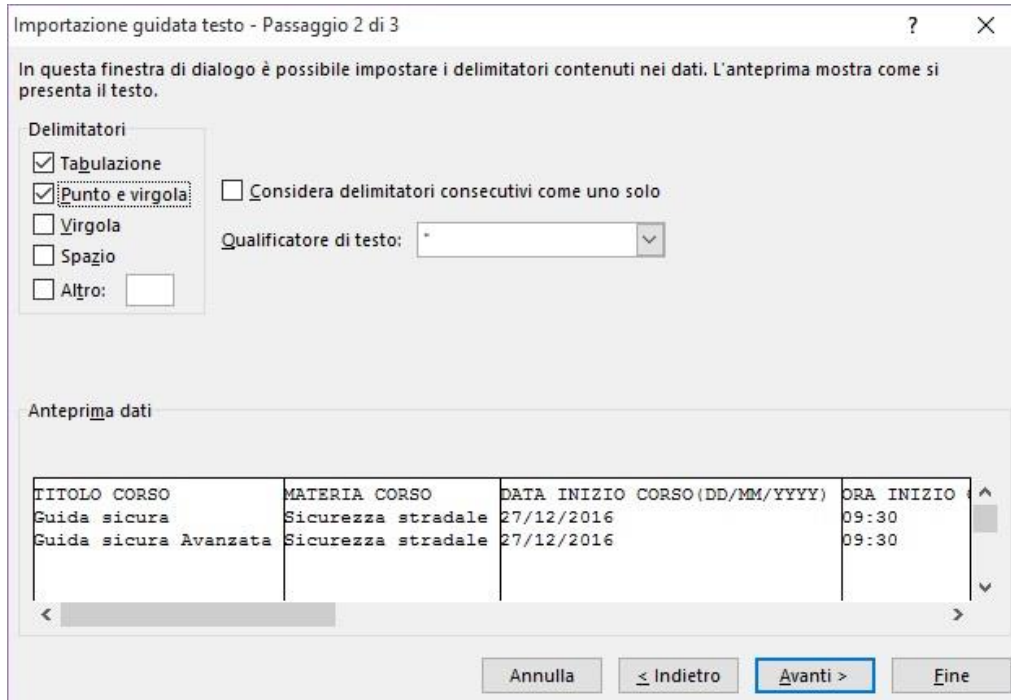 Importazione guidata testo - Passaggio 2 di 3
In questa finestra di dialogo è possibile impostare i delimitatori contenuti nei dati. L'anteprima mostra come si
presenta il testo.
Delimitatori
Tabulazione
Punto e virgola
Virgola
Spazio
Altro:
Considera delimitatori consecutivi come uno solo
Qualificatore di testo: "
Anteprima dati
TITOLO CORSO MATERIA CORSO DATA INIZIO CORSO(DD/MM/YYYY) ORA INIZIO
Guida sicura Sicurezza stradale 27/12/2016 09:30
Guida sicura Avanzata Sicurezza stradale 27/12/2016 09:30
Annulla < Indietro Avanti > Fine